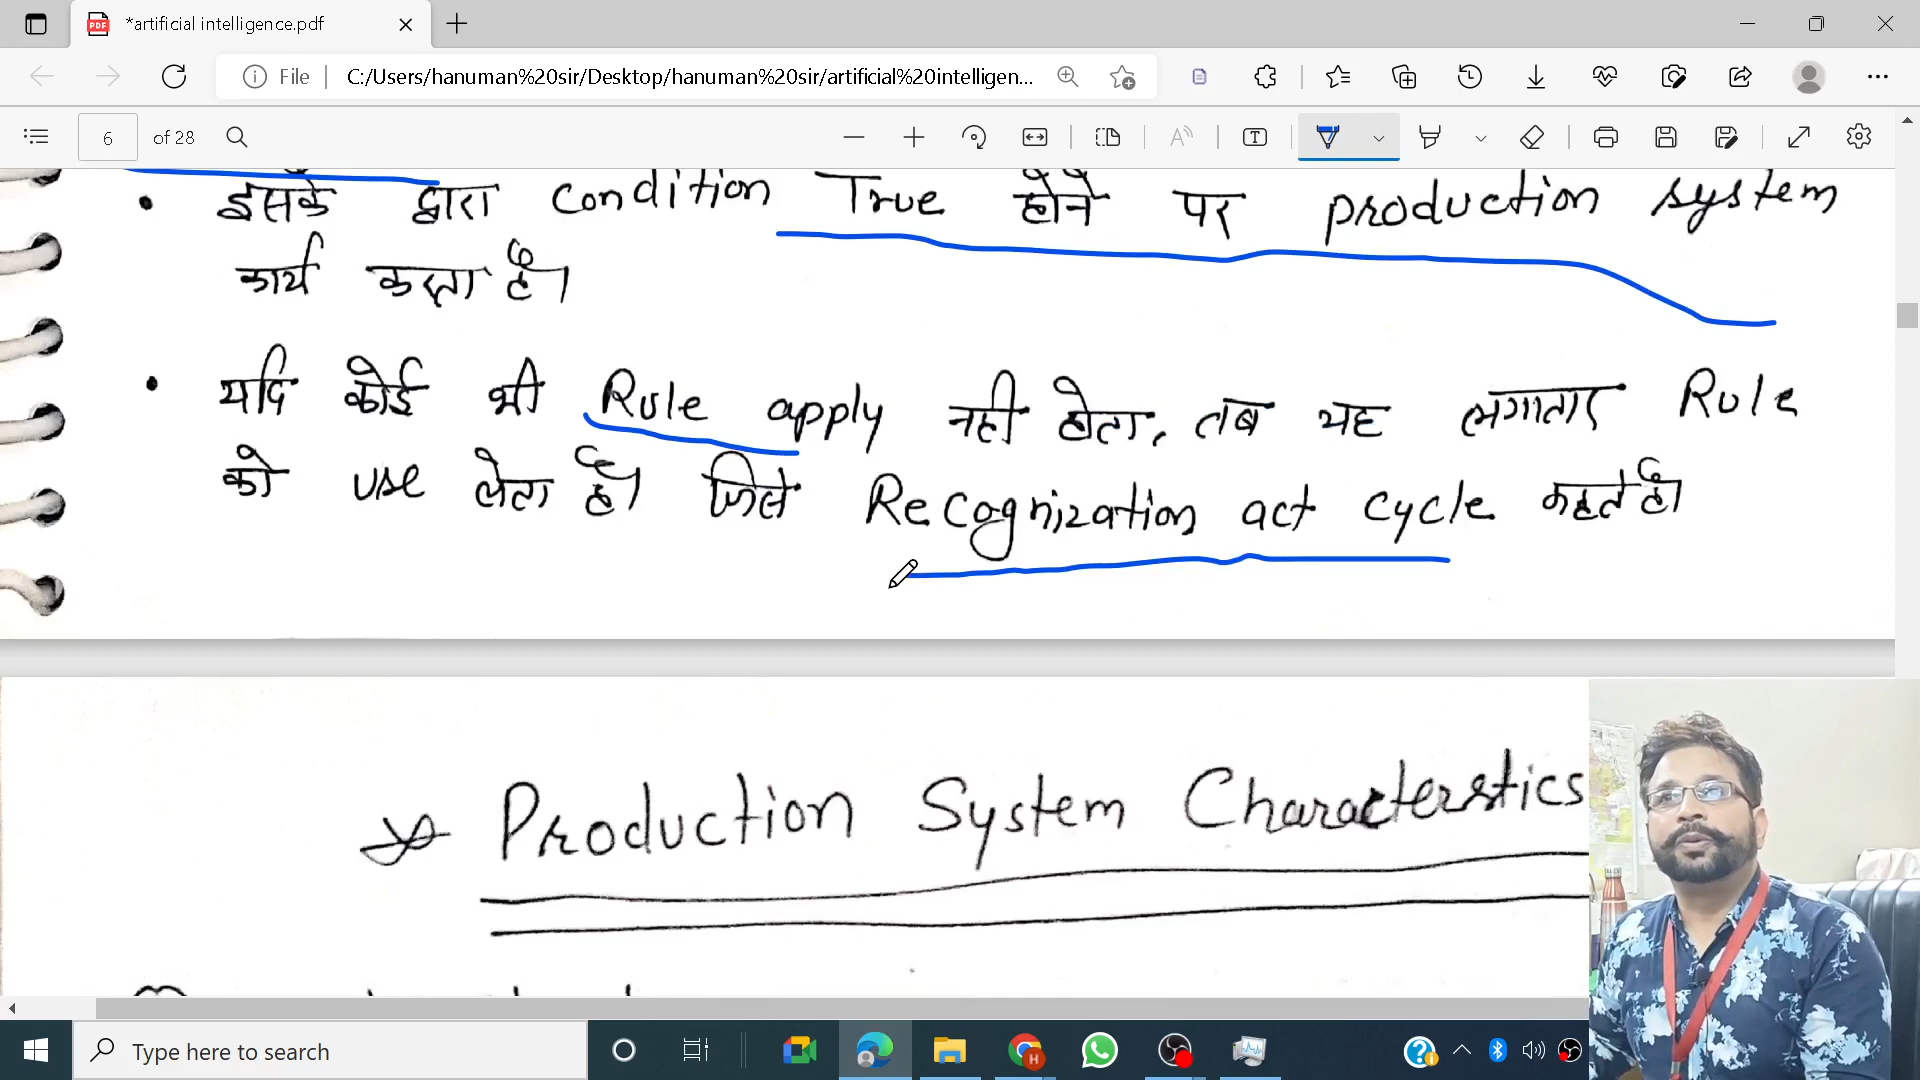 *artificial intelligence.pdf
File
C:/Users/hanuman%20sir/Desktop/hanuman%20sir/artificial%20intelligen...
6 of 28
• इसके द्वारा condition True होने पर production system
कार्य करता है।
• यदि कोई भी Rule apply नही होता, तब यह लगातार Rule
को use लेता है। जिसे Recognization act cycle कहते है।
Production System Characterstics
Type here to search